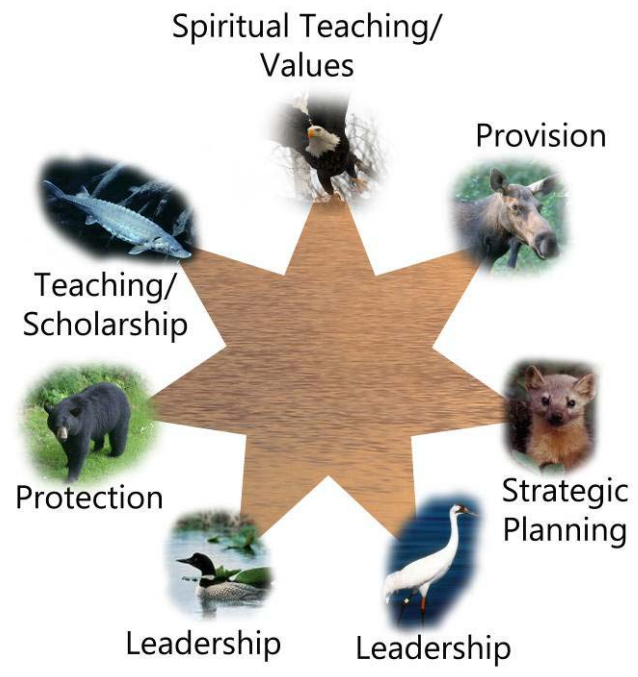 Spiritual Teaching/
Values
Provision
Teaching/
Scholarship
Protection
Strategic
Planning
Leadership
Leadership